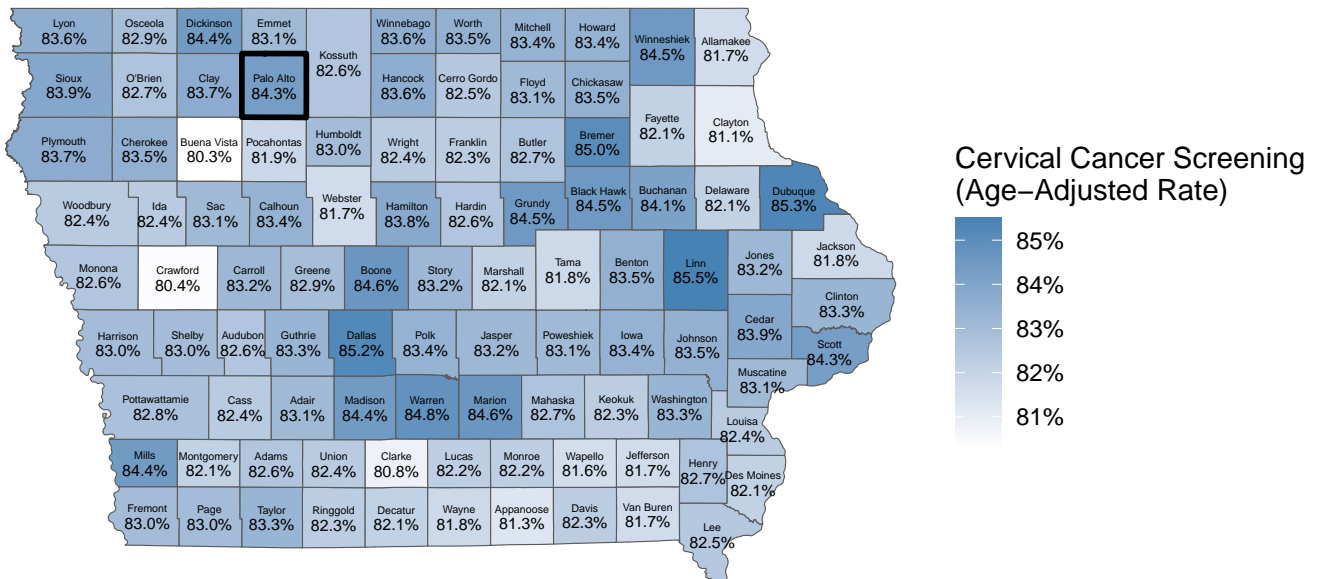 Lyon
83.6%
Osceola
82.9%
Dickinson
84.4%
Emmet
83.1%
Kossuth
82.6%
Winnebago
83.6%
Worth
83.5%
Mitchell
83.4%
Howard
83.4%
Winneshiek
84.5%
Allamakee
81.7%
Sioux
83.9%
O'Brien
82.7%
Clay
83.7%
Palo Alto
84.3%
Hancock
83.6%
Cerro Gordo
82.5%
Floyd
83.1%
Chickasaw
83.5%
Fayette
82.1%
Clayton
81.1%
Plymouth
83.7%
Cherokee
83.5%
Buena Vista
80.3%
Pocahontas
81.9%
Humboldt
83.0%
Wright
82.4%
Franklin
82.3%
Butler
82.7%
Bremer
85.0%
Woodbury
82.4%
Ida
82.4%
Sac
83.1%
Calhoun
83.4%
Webster
81.7%
Hamilton
83.8%
Hardin
82.6%
Grundy
84.5%
Black Hawk
84.5%
Buchanan
84.1%
Delaware
82.1%
Dubuque
85.3%
Monona
82.6%
Crawford
80.4%
Carroll
83.2%
Greene
82.9%
Boone
84.6%
Story
83.2%
Marshall
82.1%
Tama
81.8%
Benton
83.5%
Linn
85.5%
Jones
83.2%
Jackson
81.8%
Clinton
83.3%
Harrison
83.0%
Shelby
83.0%
Audubon
82.6%
Guthrie
83.3%
Dallas
85.2%
Polk
83.4%
Jasper
83.2%
Poweshiek
83.1%
Iowa
83.4%
Johnson
83.5%
Cedar
83.9%
Scott
84.3%
Muscatine
83.1%
Pottawattamie
82.8%
Cass
82.4%
Adair
83.1%
Madison
84.4%
Warren
84.8%
Marion
84.6%
Mahaska
82.7%
Keokuk
82.3%
Washington
83.3%
Louisa
82.4%
Mills
84.4%
Montgomery
82.1%
Adams
82.6%
Union
82.4%
Clarke
80.8%
Lucas
82.2%
Monroe
82.2%
Wapello
81.6%
Jefferson
81.7%
Henry
82.7%
Des Moines
82.1%
Fremont
83.0%
Page
83.0%
Taylor
83.3%
Ringgold
82.3%
Decatur
82.1%
Wayne
81.8%
Appanoose
81.3%
Davis
82.3%
Van Buren
81.7%
Lee
82.5%
Cervical Cancer Screening
(Age−Adjusted Rate)
85%
84%
83%
82%
81%